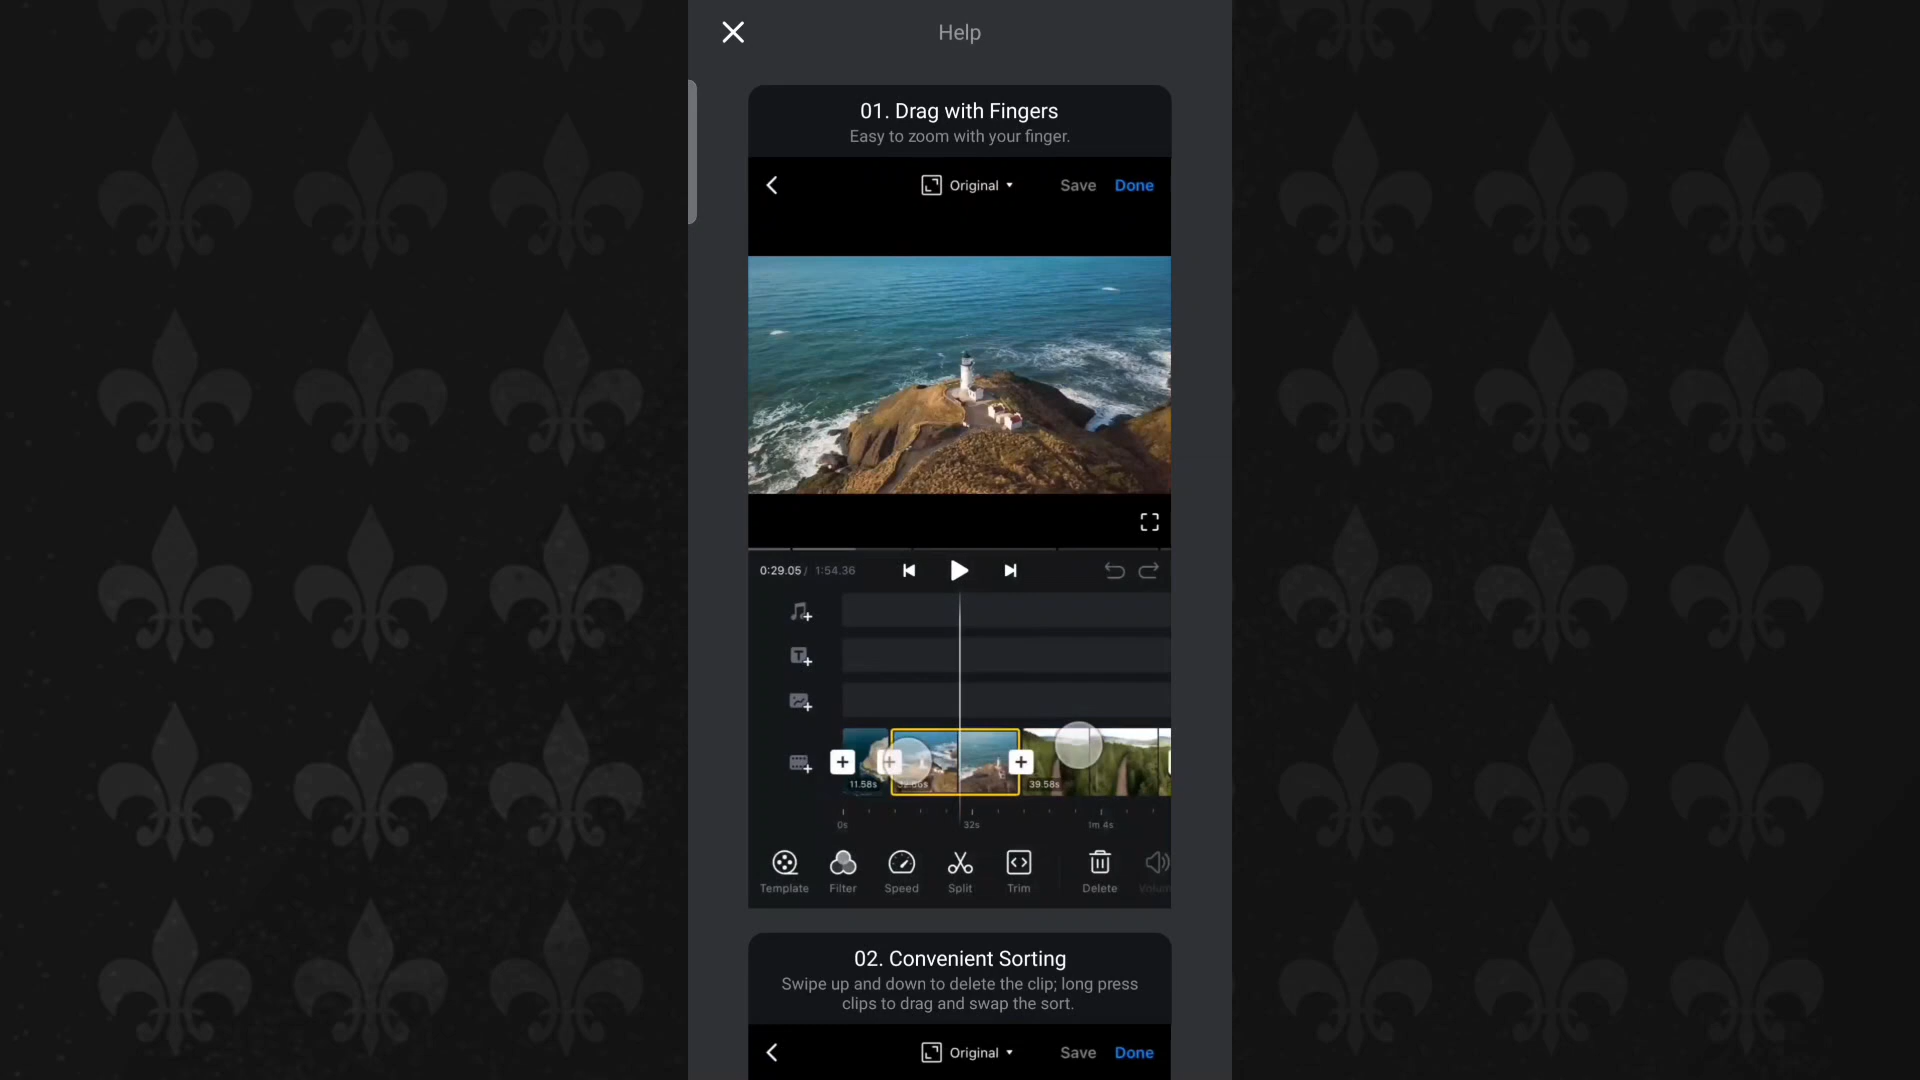 Help
01. Drag with Fingers
Easy to zoom with your finger.
Original
Save
Done
0:29.05 / 1:54.36
11.58s
39.58s
0s
32s
1m 4s
Template
Filter
Speed
Split
Trim
Delete
02. Convenient Sorting
Swipe up and down to delete the clip; long press
clips to drag and swap the sort.
Original
Save
Done